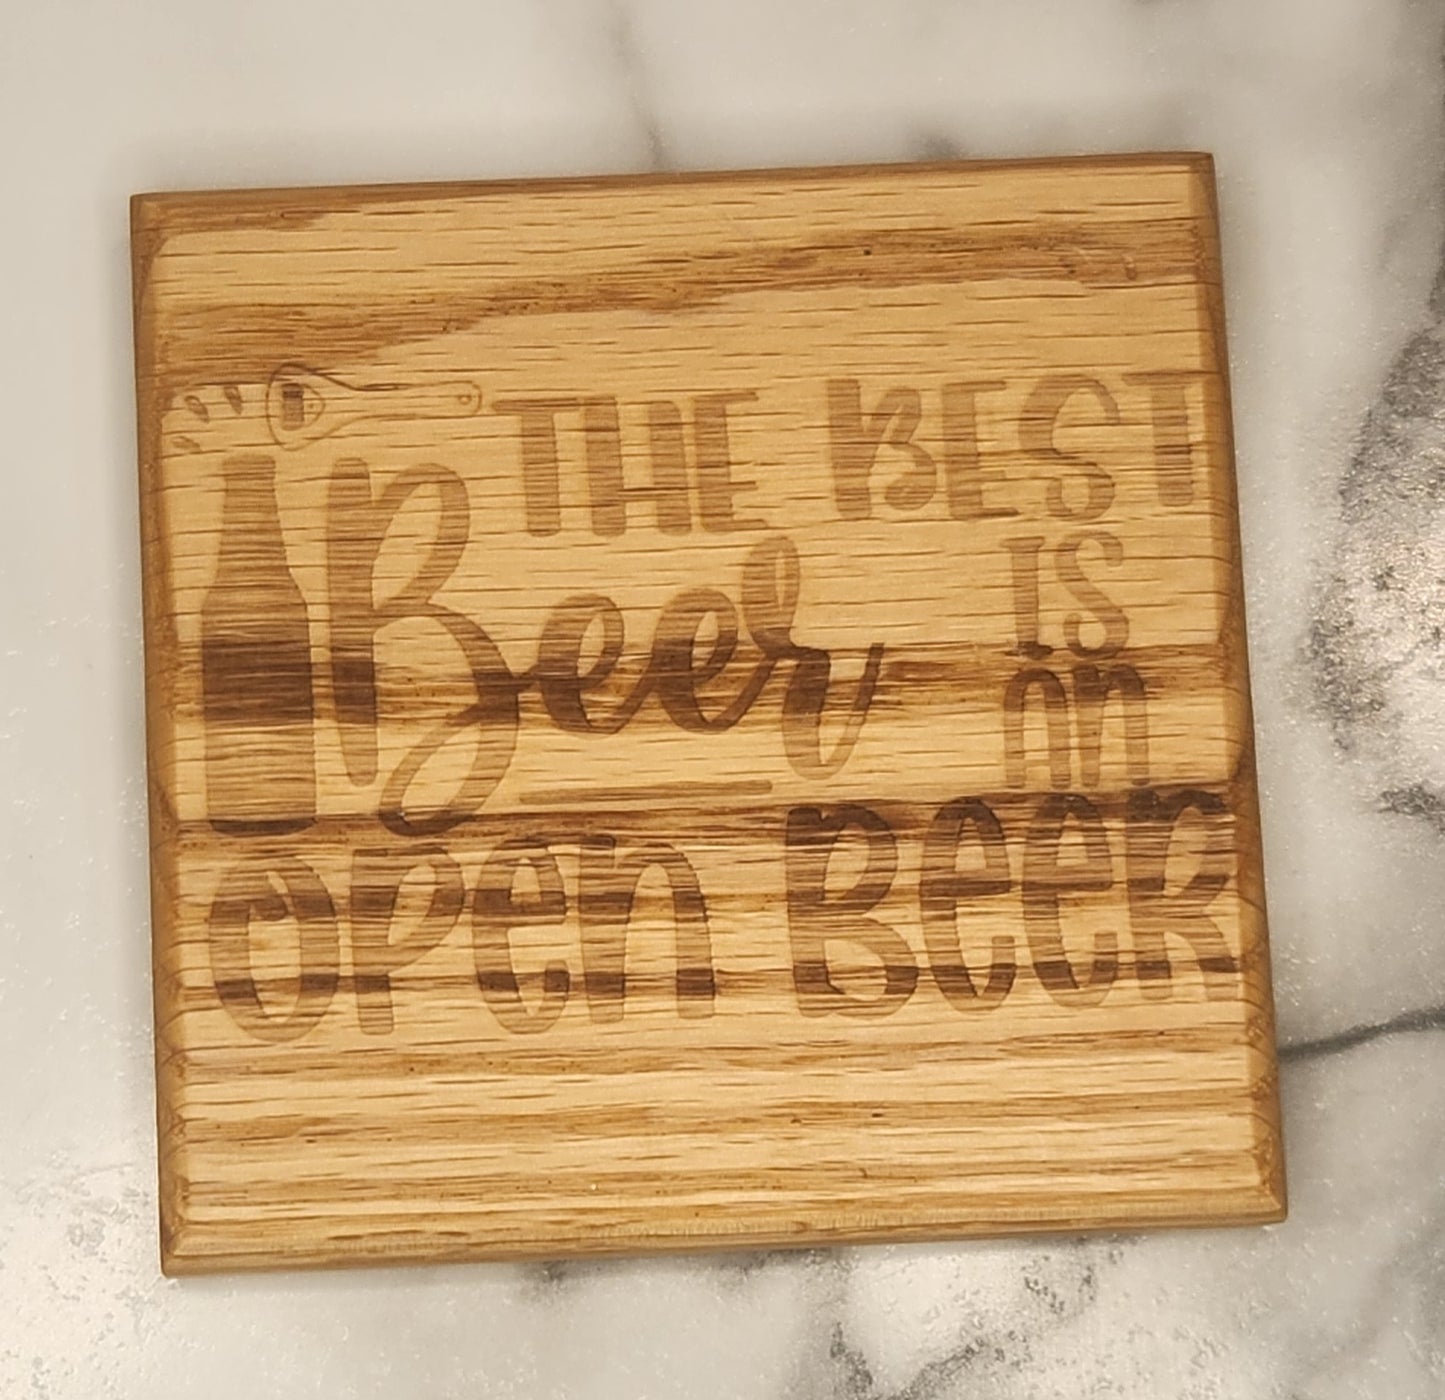 THE BEST
Beer IS
an
OPEN BEER